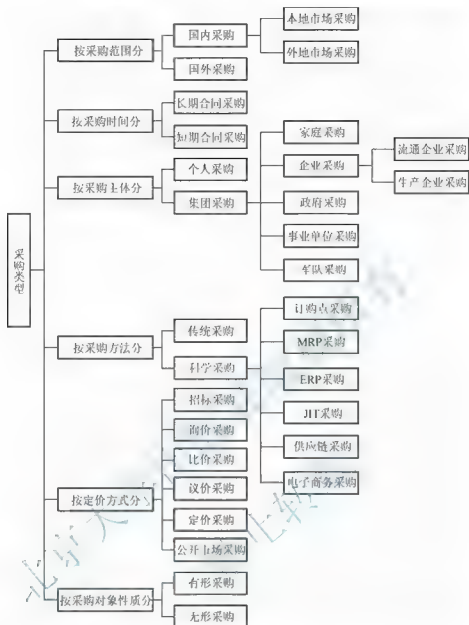 采购类型
按采购范围分
国内采购
本地市场采购
外地市场采购
国外采购
按采购时间分
长期合同采购
短期合同采购
按采购主体分
个人采购
集团采购
家庭采购
企业采购
流通企业采购
生产企业采购
政府采购
事业单位采购
军队采购
按采购方法分
传统采购
科学采购
订购点采购
MRP采购
ERP采购
JIT采购
供应链采购
电子商务采购
按定价方式分
招标采购
询价采购
比价采购
议价采购
定价采购
公开市场采购
按采购对象性质分
有形采购
无形采购